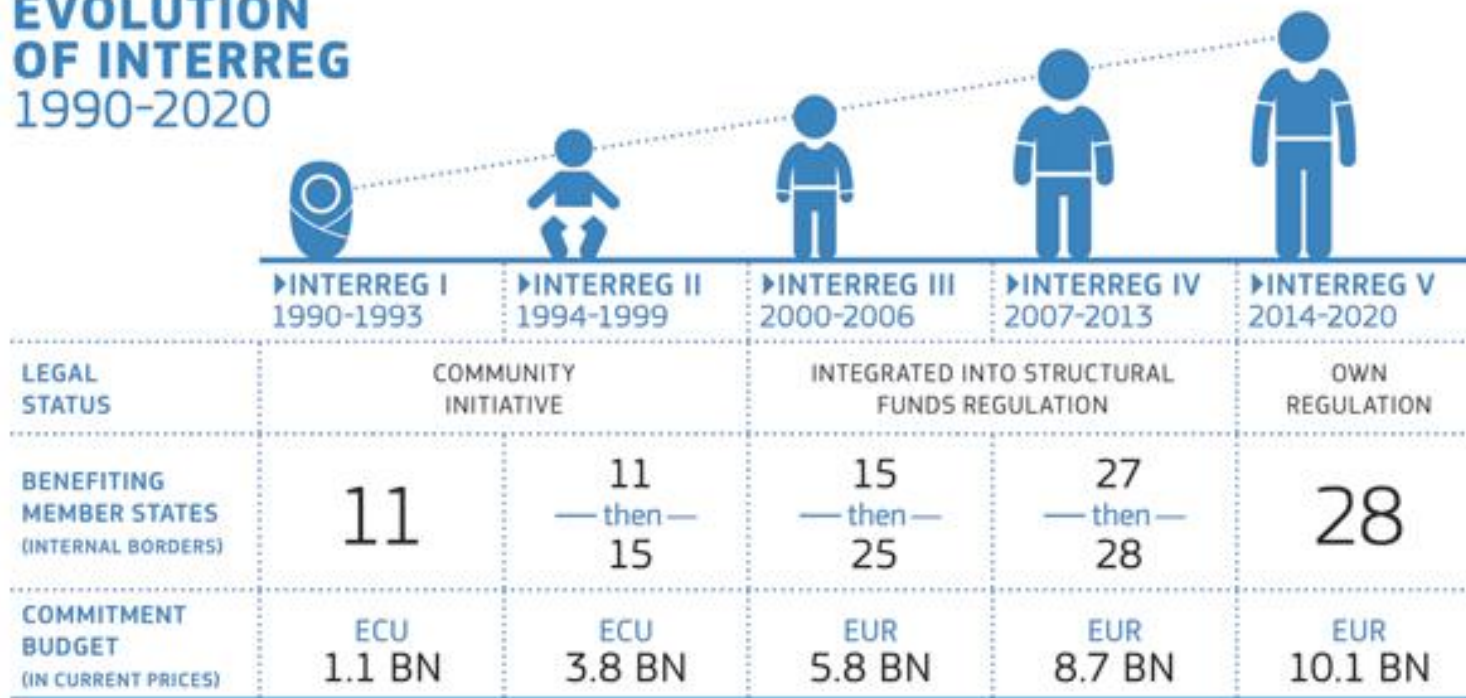 EVOLUTION
OF INTERREG
1990-2020
INTERREG I
1990-1993
INTERREG II
1994-1999
INTERREG III
2000-2006
INTERREG IV
2007-2013
INTERREG V
2014-2020
LEGAL
STATUS
COMMUNITY
INITIATIVE
INTEGRATED INTO STRUCTURAL
FUNDS REGULATION
OWN
REGULATION
BENEFITING
MEMBER STATES
(INTERNAL BORDERS)
11
11
then
15
15
then
25
27
then
28
28
COMMITMENT
BUDGET
(IN CURRENT PRICES)
ECU
1.1 BN
ECU
3.8 BN
EUR
5.8 BN
EUR
8.7 BN
EUR
10.1 BN